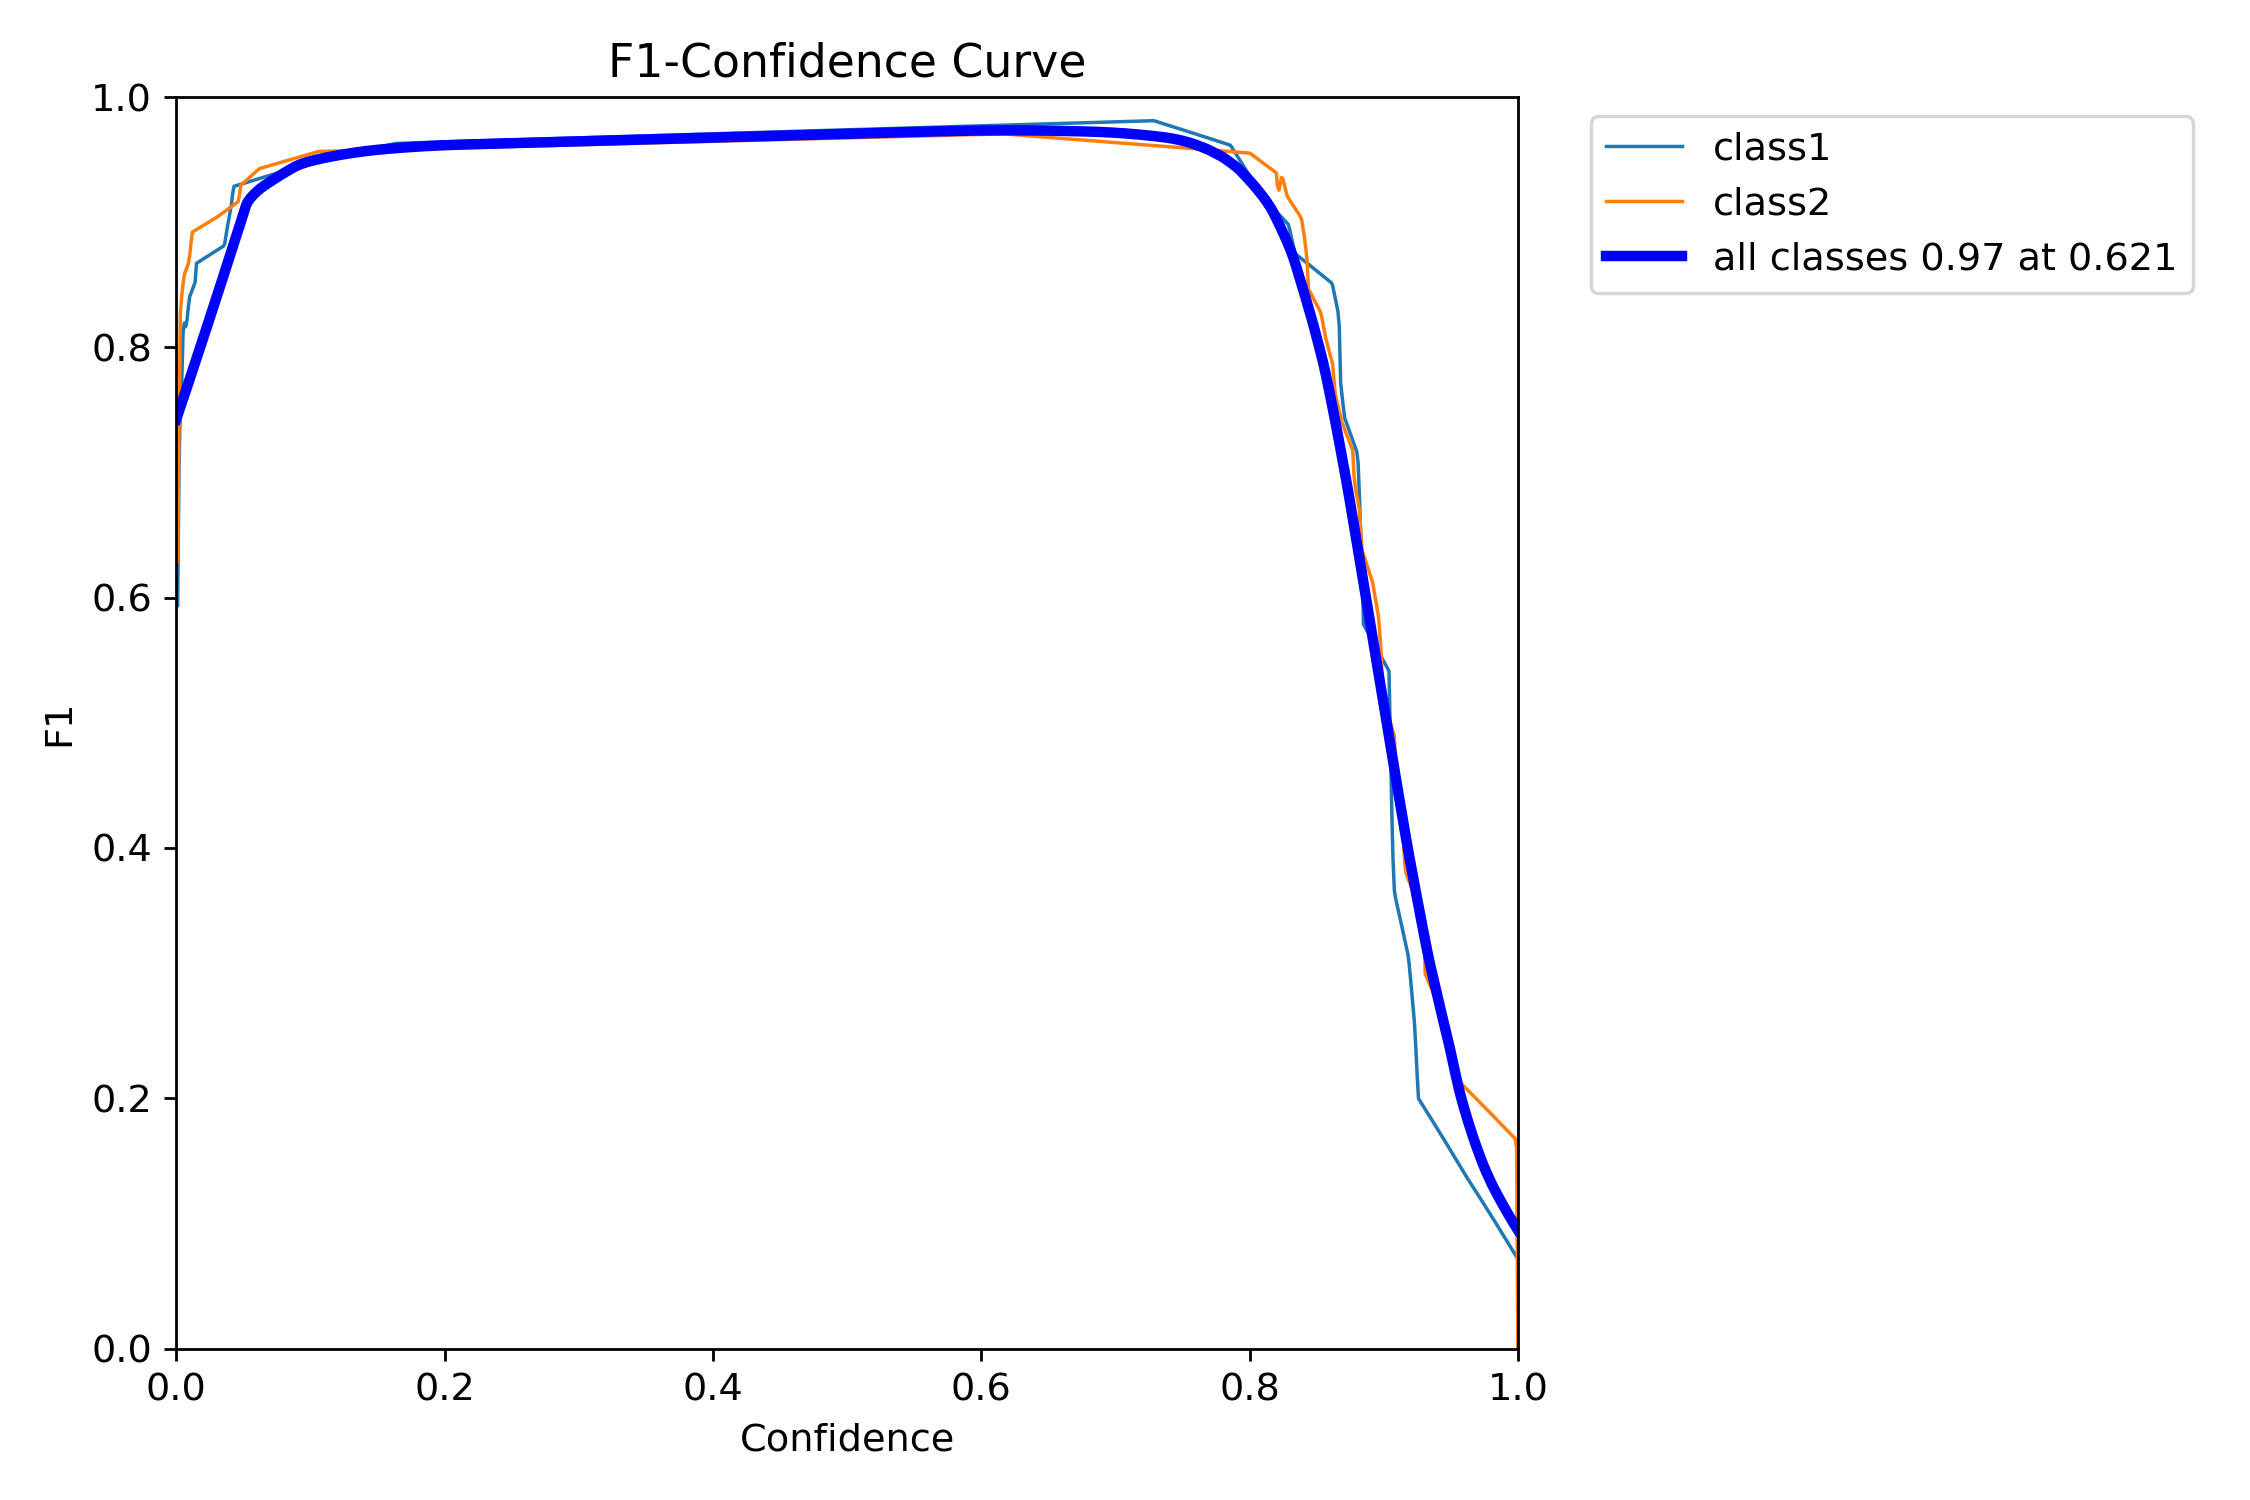 F1-Confidence Curve
1.0
0.8
0.6
0.4
0.2
0.0
F1
0.0 0.2 0.4 0.6 0.8 1.0
Confidence
class1
class2
all classes 0.97 at 0.621